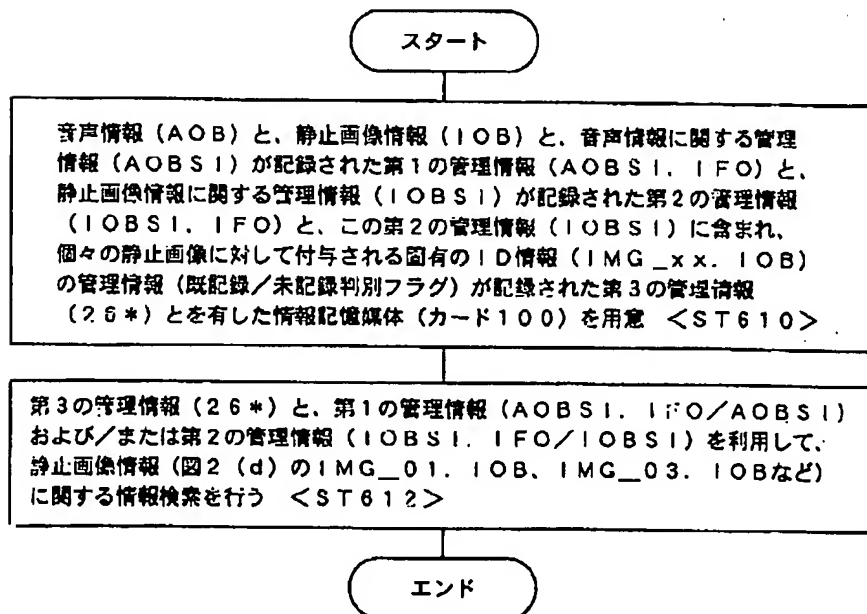 スタート
音声情報（AOB）と、静止画像情報（IOB）と、音声情報に関する管理
情報（AOBSI）が記録された第1の管理情報（AOBSI．IFO）と、
静止画像情報に関する管理情報（IOBSI）が記録された第2の管理情報
（IOBSI．IFO）と、この第2の管理情報（IOBSI）に含まれ、
個々の静止画像に対して付与される固有のID情報（IMG_xx．IOB）
の管理情報（既記録／未記録判別フラグ）が記録された第3の管理情報
（26*）とを有した情報記憶媒体（カード100）を用意 ＜ST610＞
第3の管理情報（26*）と、第1の管理情報（AOBSI．IFO／AOBSI）
および／または第2の管理情報（IOBSI．IFO／IOBSI）を利用して、
静止画像情報（図2（d）のIMG_01．IOB、IMG_03．IOBなど）
に関する情報検索を行う ＜ST612＞
エンド